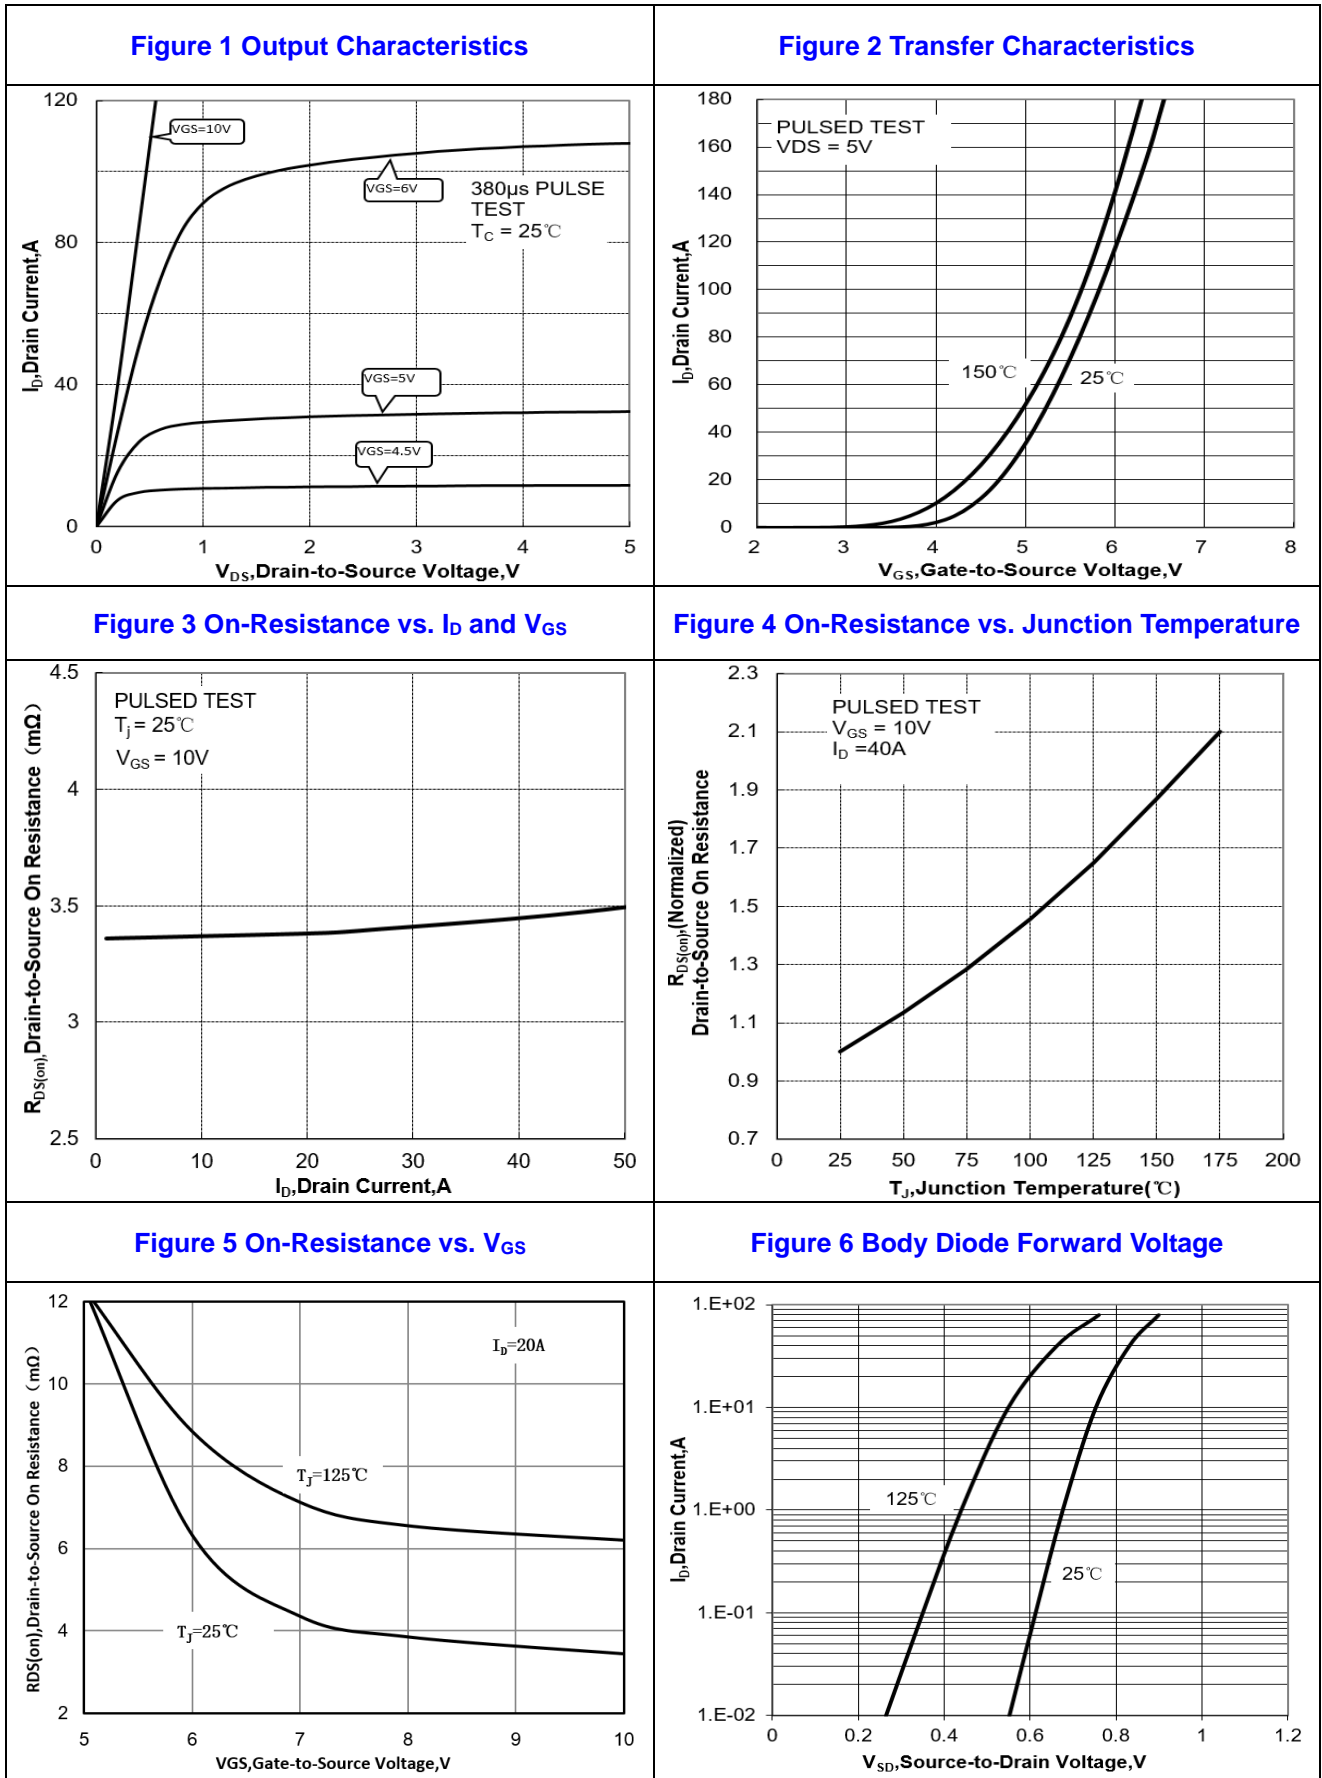 Figure 1 Output Characteristics
Figure 2 Transfer Characteristics
120
80
40
0
0 1 2 3 4 5
VGS=10V
VGS=6V
380µs PULSE
TEST
TC = 25℃
VGS=5V
VGS=4.5V
ID,Drain Current,A
VDS,Drain-to-Source Voltage,V
180
160
140
120
100
80
60
40
20
0
2 3 4 5 6 7 8
PULSED TEST
VDS = 5V
150℃
25℃
ID,Drain Current,A
VGS,Gate-to-Source Voltage,V
Figure 3 On-Resistance vs. ID and VGS
Figure 4 On-Resistance vs. Junction Temperature
4.5
4
3.5
3
2.5
0 10 20 30 40 50
PULSED TEST
Tj = 25℃
VGS = 10V
RDS(on),Drain-to-Source On Resistance（mΩ）
ID,Drain Current,A
2.3
2.1
1.9
1.7
1.5
1.3
1.1
0.9
0.7
0 25 50 75 100 125 150 175 200
PULSED TEST
VGS = 10V
ID =40A
RDS(on),(Normalized)
Drain-to-Source On Resistance
TJ,Junction Temperature(℃)
Figure 5 On-Resistance vs. VGS
Figure 6 Body Diode Forward Voltage
12
10
8
6
4
2
5 6 7 8 9 10
ID=20A
TJ=125℃
TJ=25℃
RDS(on),Drain-to-Source On Resistance（mΩ）
VGS,Gate-to-Source Voltage,V
1.E+02
1.E+01
1.E+00
1.E-01
1.E-02
0 0.2 0.4 0.6 0.8 1 1.2
125℃
25℃
ID,Drain Current,A
VSD,Source-to-Drain Voltage,V